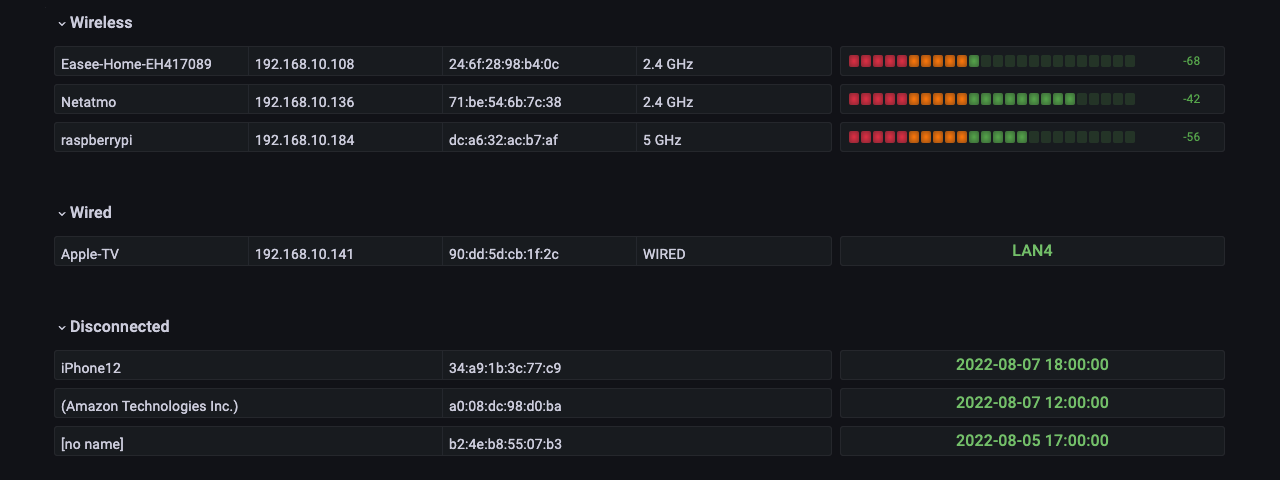 Wireless
Easee-Home-EH417089 192.168.10.108 24:6f:28:98:b4:0c 2.4 GHz -68
Netatmo 192.168.10.136 71:be:54:6b:7c:38 2.4 GHz -42
raspberrypi 192.168.10.184 dc:a6:32:ac:b7:af 5 GHz -56
Wired
Apple-TV 192.168.10.141 90:dd:5d:cb:1f:2c WIRED LAN4
Disconnected
iPhone12 34:a9:1b:3c:77:c9 2022-08-07 18:00:00
(Amazon Technologies Inc.) a0:08:dc:98:d0:ba 2022-08-07 12:00:00
[no name] b2:4e:b8:55:07:b3 2022-08-05 17:00:00